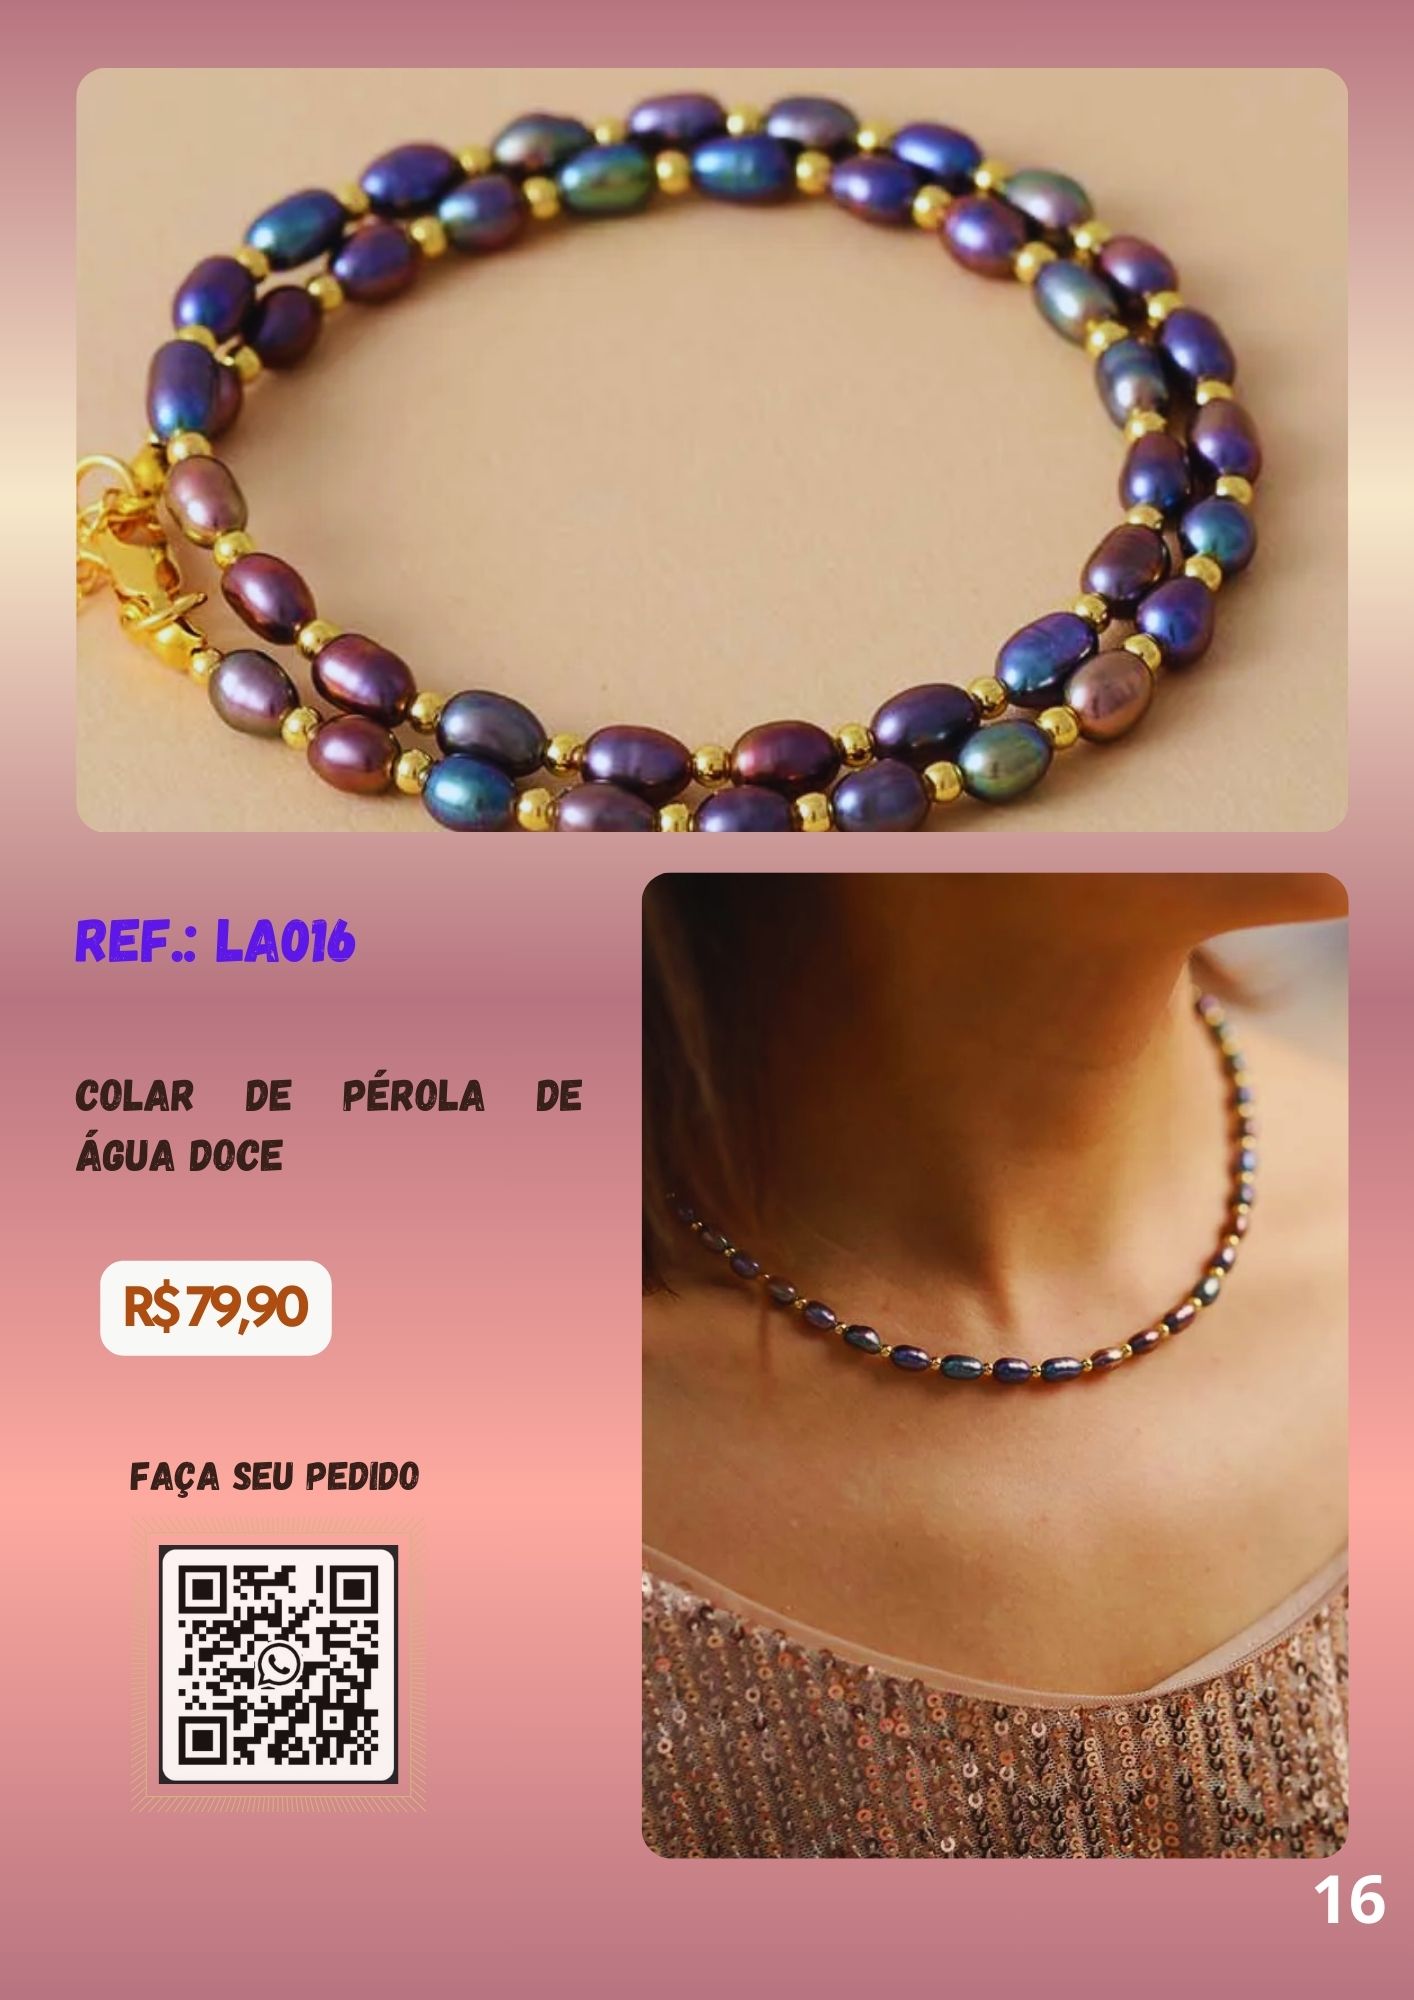 REF.: LA016
COLAR DE PÉROLA DE
ÁGUA DOCE
R$79,90
FAÇA SEU PEDIDO
16